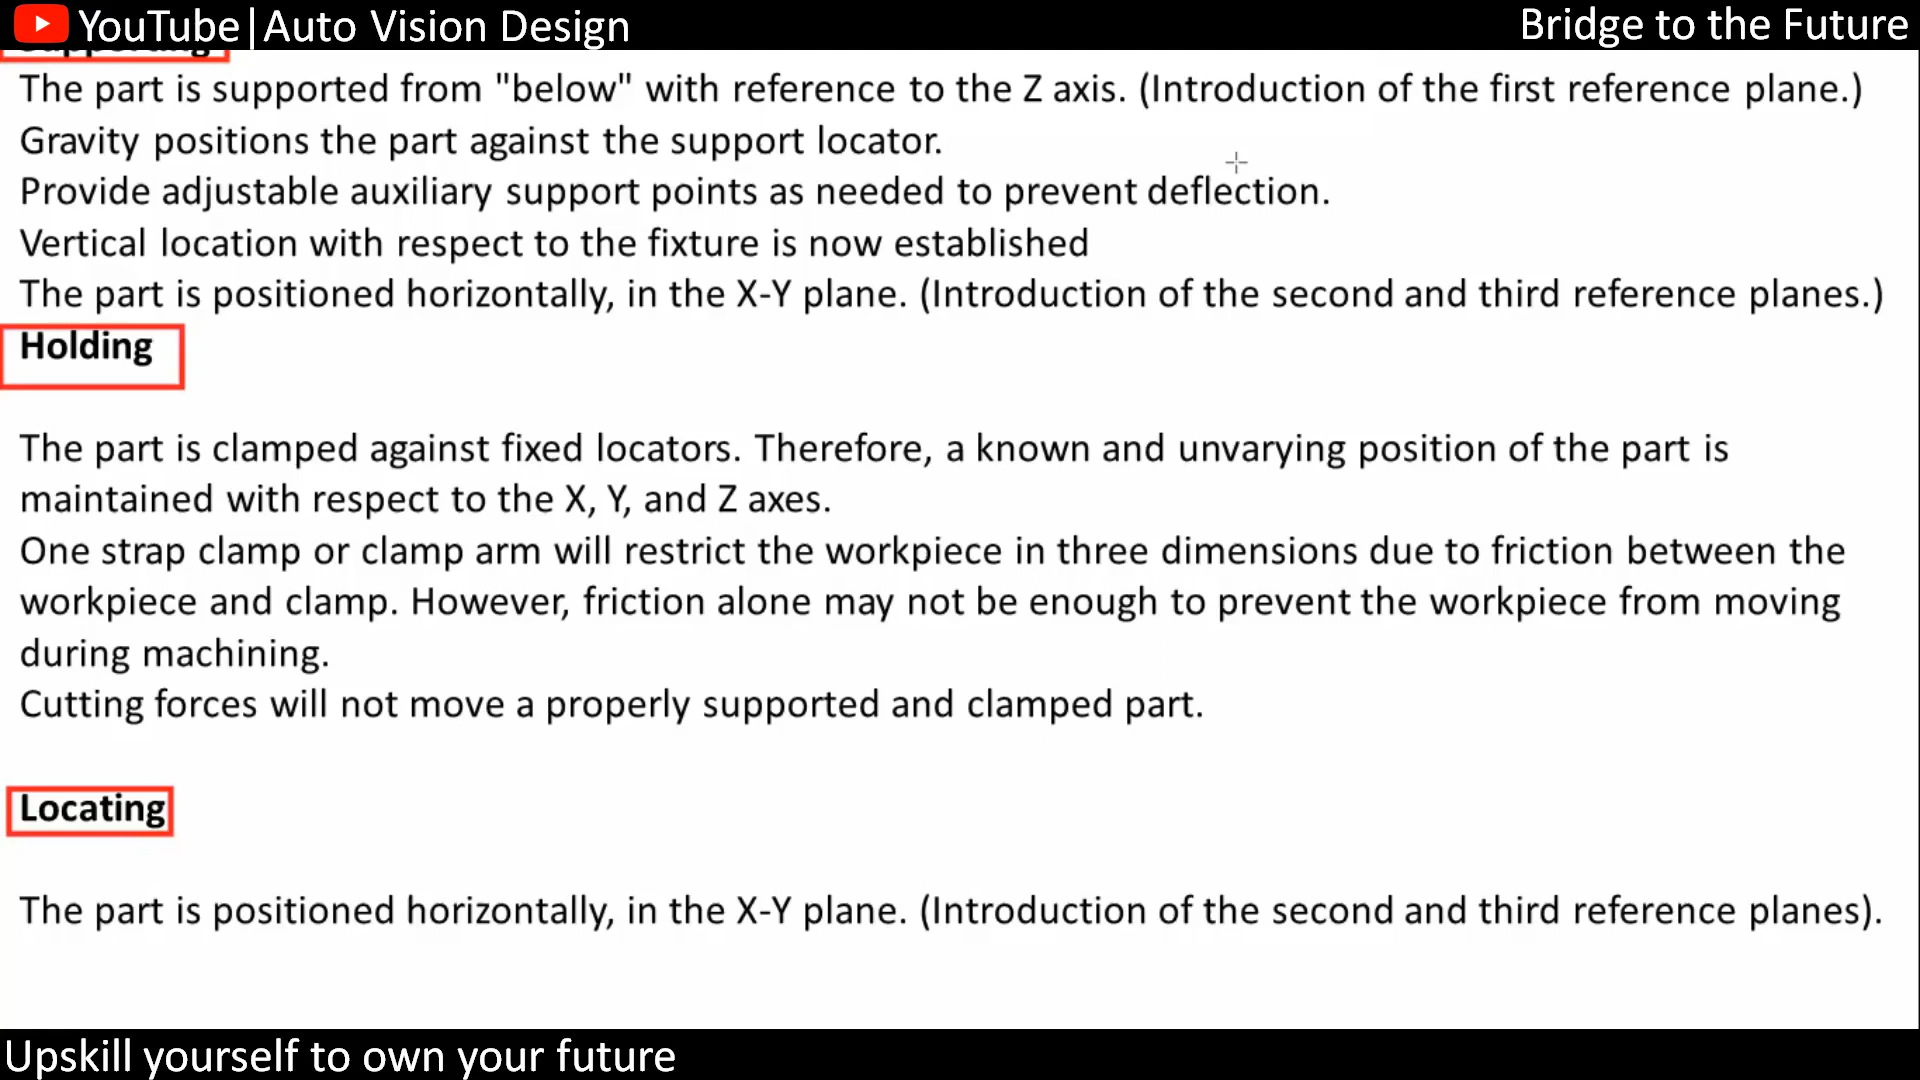 YouTube|Auto Vision Design
Bridge to the Future
Supporting
The part is supported from "below" with reference to the Z axis. (Introduction of the first reference plane.)
Gravity positions the part against the support locator.
Provide adjustable auxiliary support points as needed to prevent deflection.
Vertical location with respect to the fixture is now established
The part is positioned horizontally, in the X-Y plane. (Introduction of the second and third reference planes.)
Holding
The part is clamped against fixed locators. Therefore, a known and unvarying position of the part is
maintained with respect to the X, Y, and Z axes.
One strap clamp or clamp arm will restrict the workpiece in three dimensions due to friction between the
workpiece and clamp. However, friction alone may not be enough to prevent the workpiece from moving
during machining.
Cutting forces will not move a properly supported and clamped part.
Locating
The part is positioned horizontally, in the X-Y plane. (Introduction of the second and third reference planes).
Upskill yourself to own your future